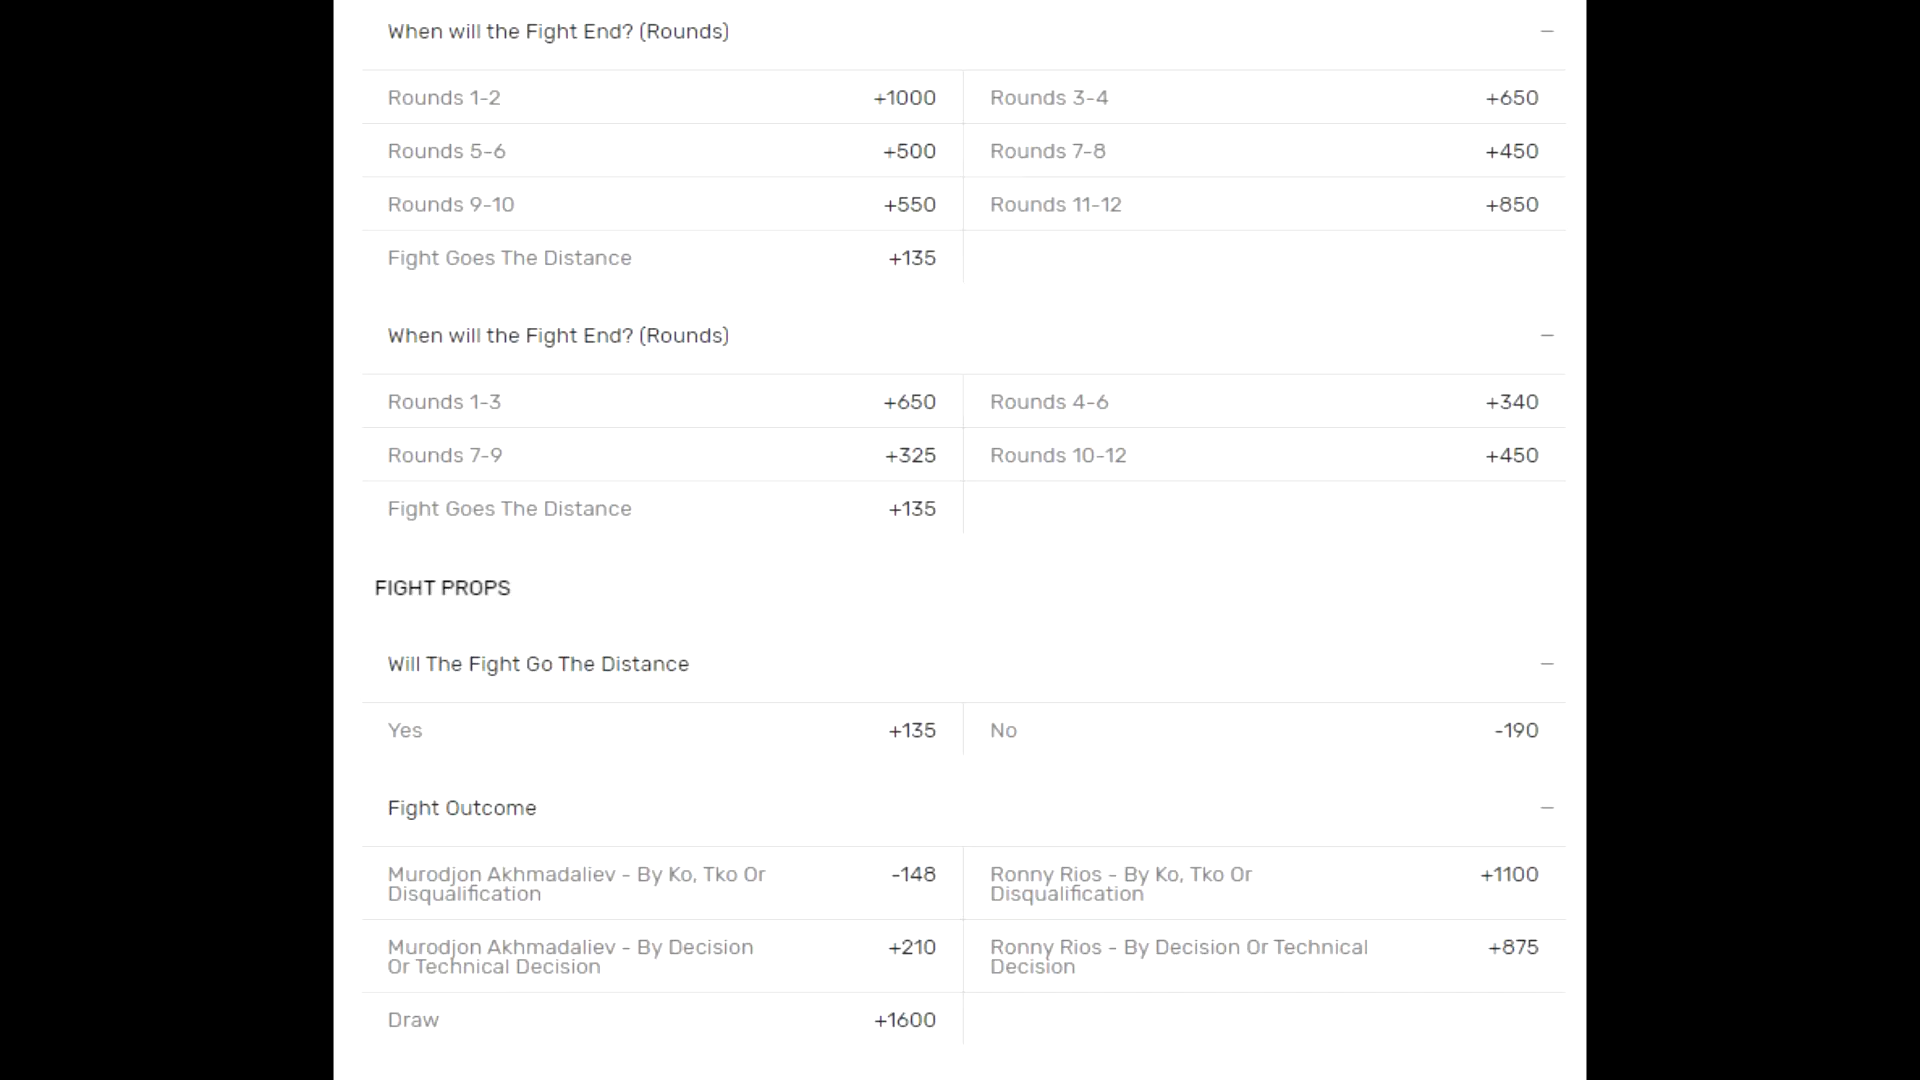 When will the Fight End? (Rounds)
Rounds 1-2 +1000 Rounds 3-4 +650
Rounds 5-6 +500 Rounds 7-8 +450
Rounds 9-10 +550 Rounds 11-12 +850
Fight Goes The Distance +135
When will the Fight End? (Rounds)
Rounds 1-3 +650 Rounds 4-6 +340
Rounds 7-9 +325 Rounds 10-12 +450
Fight Goes The Distance +135
FIGHT PROPS
Will The Fight Go The Distance
Yes +135 No -190
Fight Outcome
Murodjon Akhmadaliev - By Ko, Tko Or
Disqualification
-148
Ronny Rios - By Ko, Tko Or
Disqualification
+1100
Murodjon Akhmadaliev - By Decision
Or Technical Decision
+210
Ronny Rios - By Decision Or Technical
Decision
+875
Draw +1600